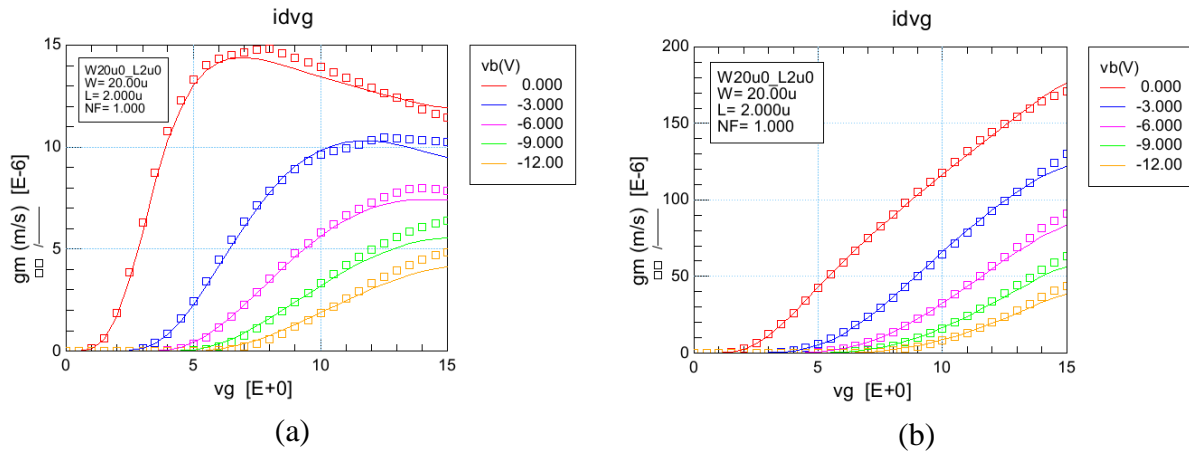 idvg
15
10
5
0
gm (m/s) [E-6]
□□ /
W20u0_L2u0
W= 20.00u
L= 2.000u
NF= 1.000
0
5
10
15
vg [E+0]
vb(V)
0.000
-3.000
-6.000
-9.000
-12.00
(a)
idvg
200
150
100
50
0
gm (m/s) [E-6]
□□ /
W20u0_L2u0
W= 20.00u
L= 2.000u
NF= 1.000
0
5
10
15
vg [E+0]
vb(V)
0.000
-3.000
-6.000
-9.000
-12.00
(b)